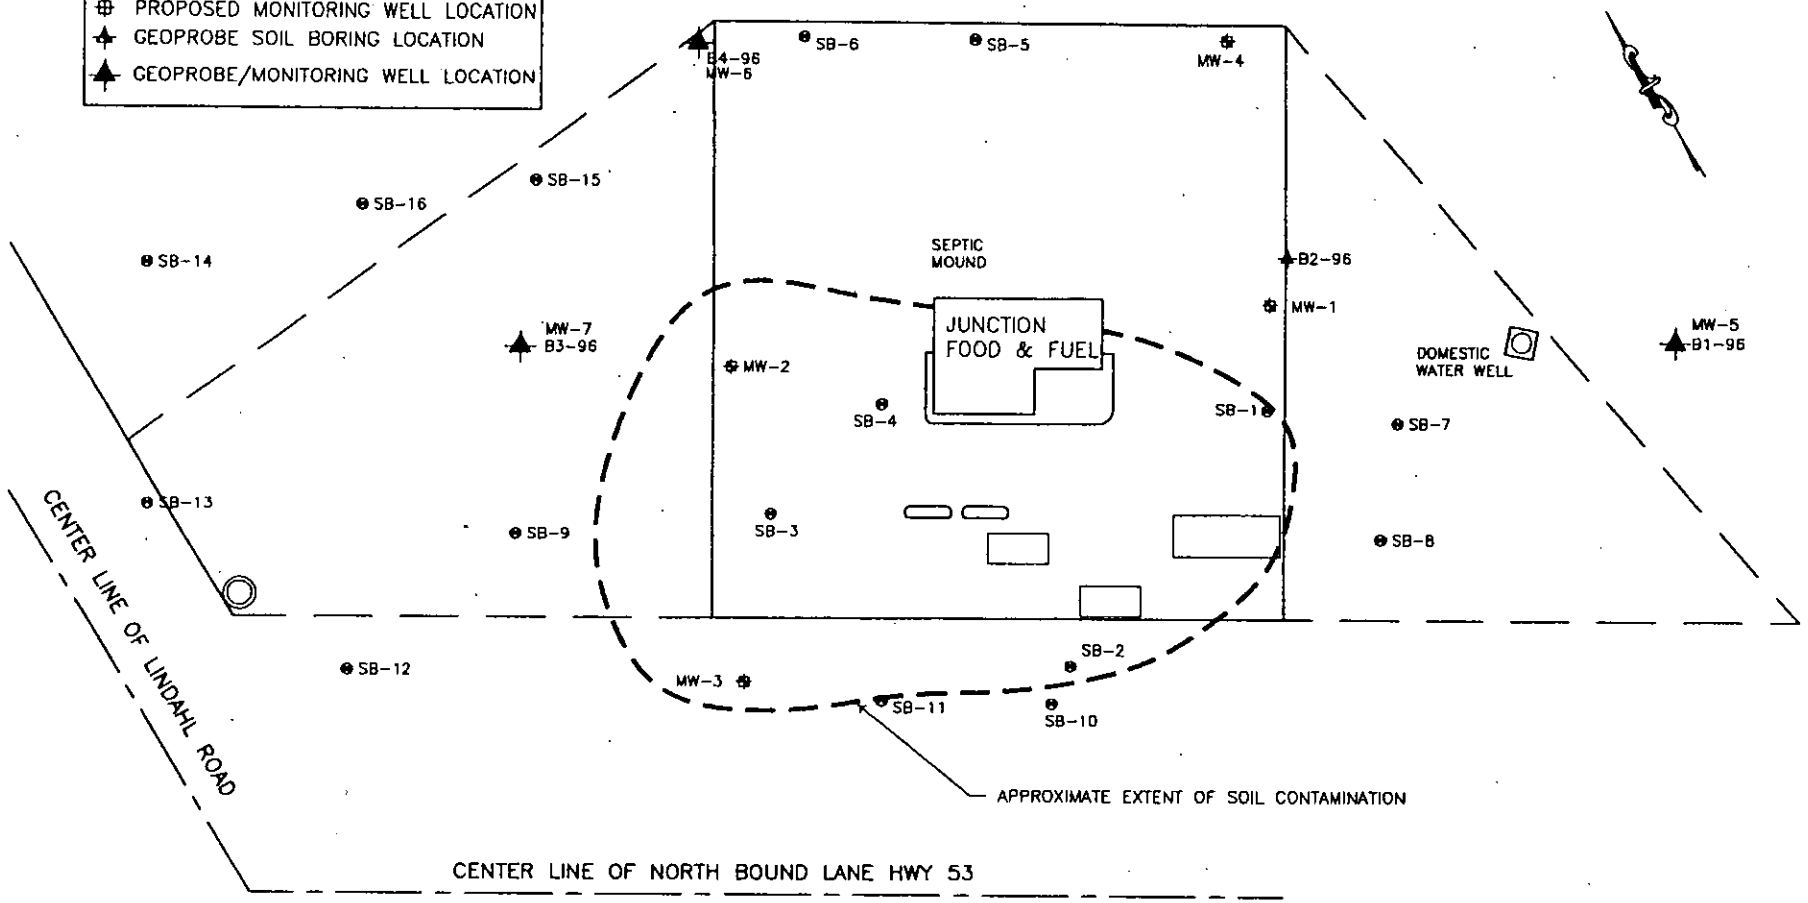 PROPOSED MONITORING WELL LOCATION
GEOPROBE SOIL BORING LOCATION
GEOPROBE/MONITORING WELL LOCATION
B4-96
MW-6
SB-6
SB-5
MW-4
SB-15
SB-16
SB-14
SEPTIC
MOUND
B2-96
MW-1
MW-7
B3-96
JUNCTION
FOOD & FUEL
MW-5
B1-96
DOMESTIC
WATER WELL
MW-2
SB-4
SB-1
SB-7
SB-13
SB-9
SB-3
SB-8
CENTER LINE OF LINDAHL ROAD
SB-12
MW-3
SB-2
SB-11
SB-10
APPROXIMATE EXTENT OF SOIL CONTAMINATION
CENTER LINE OF NORTH BOUND LANE HWY 53